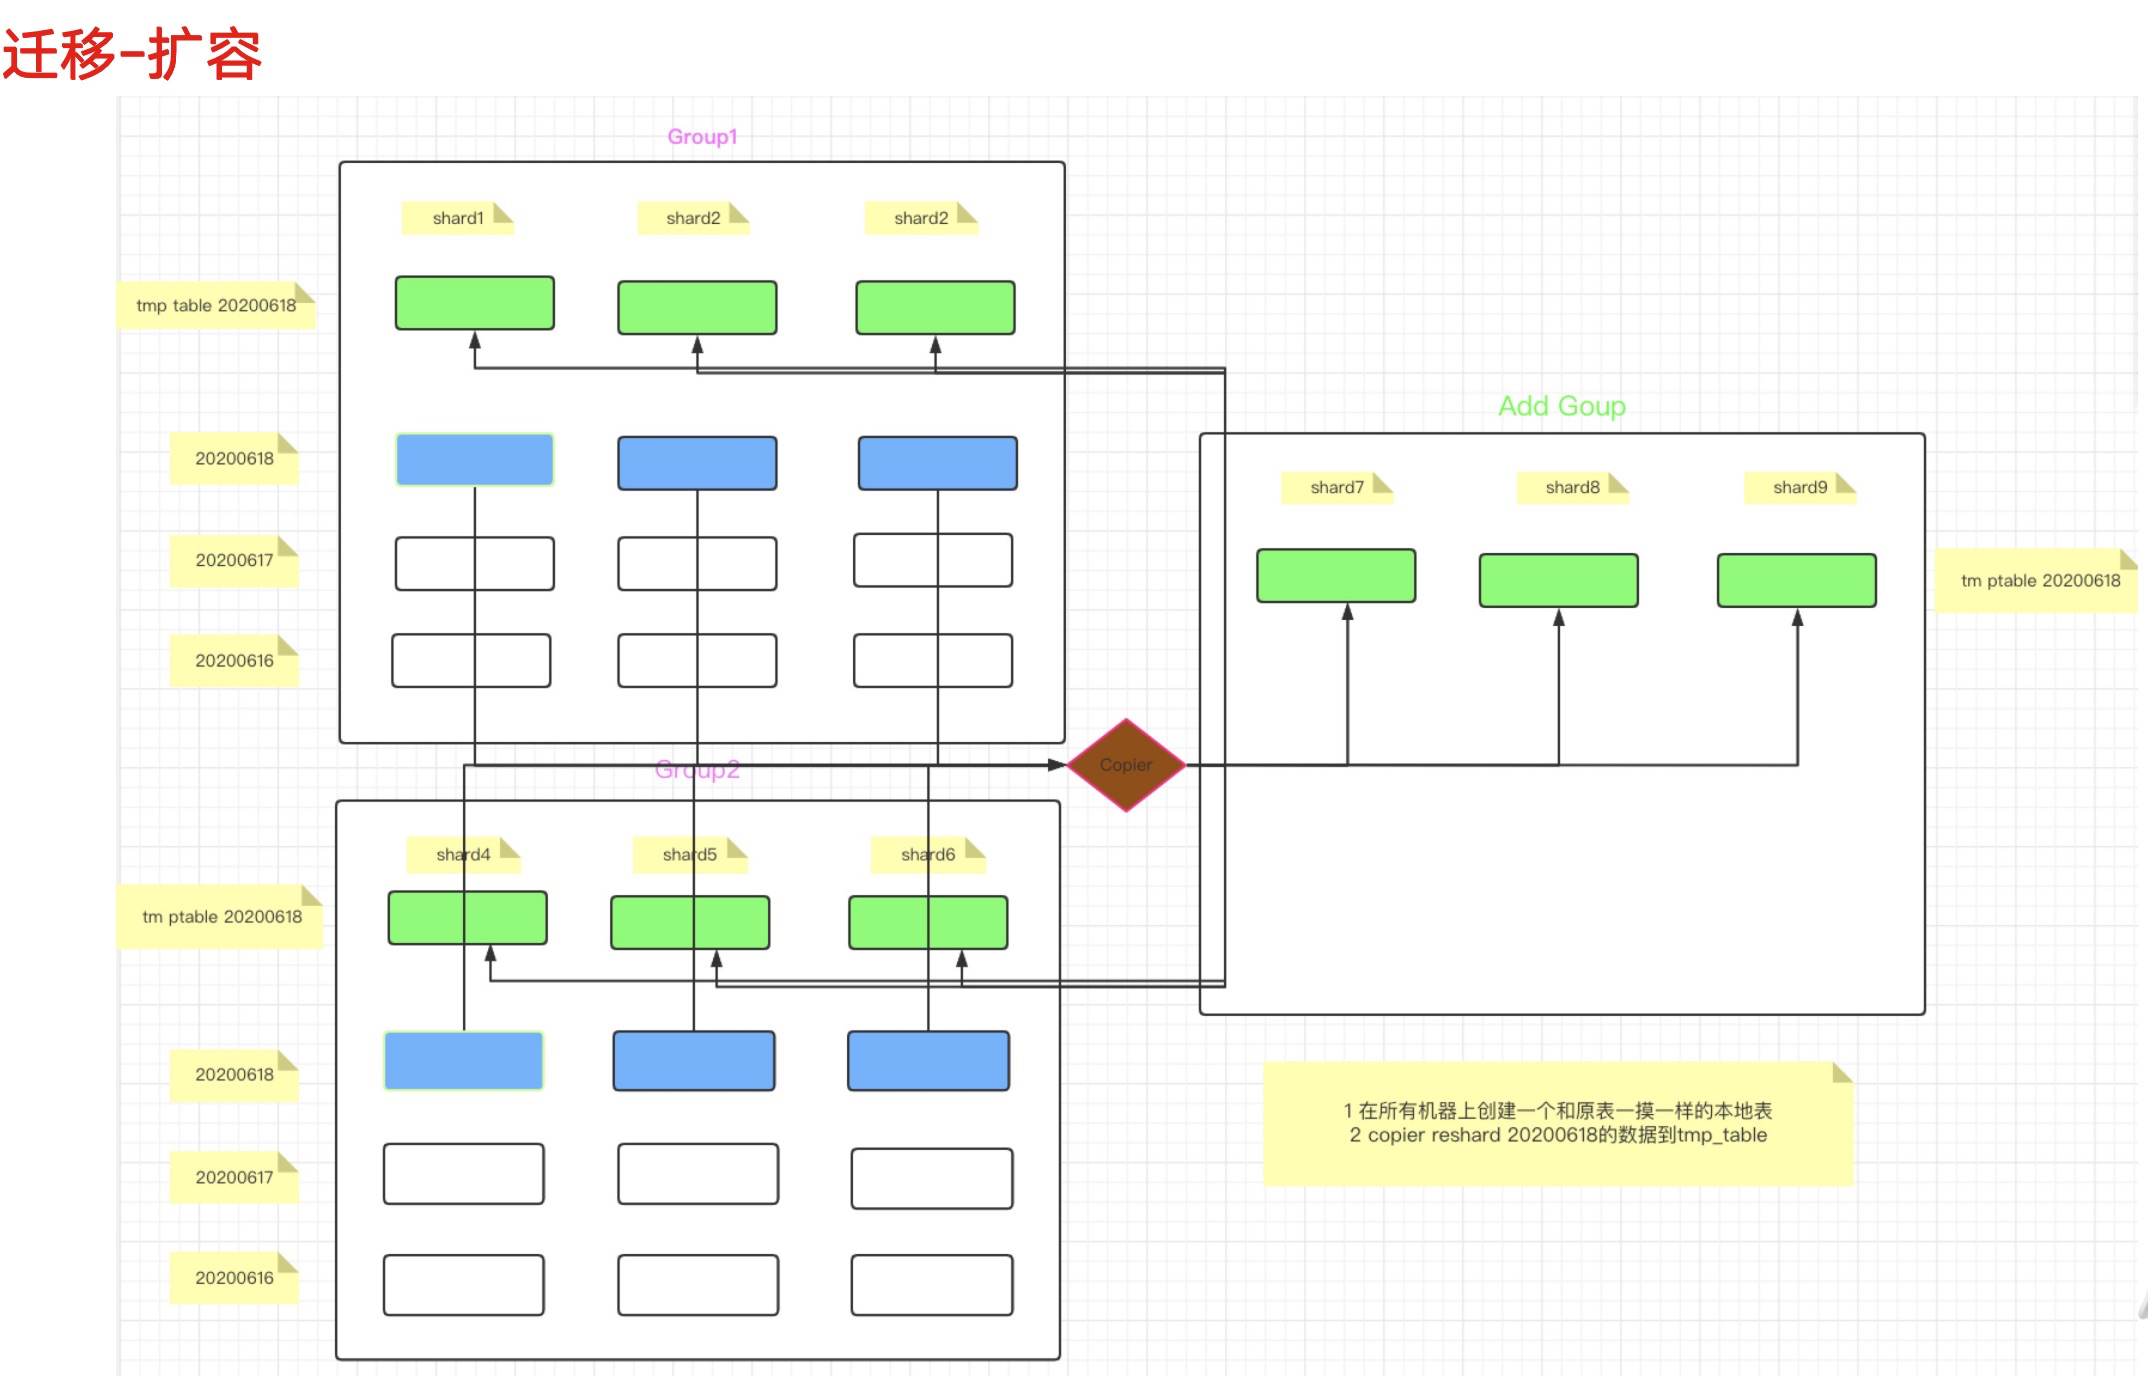 迁移-扩容
Group1
shard1
shard2
shard2
tmp table 20200618
20200618
20200617
20200616
Add Goup
shard7
shard8
shard9
tm ptable 20200618
Copier
Group2
shard4
shard5
shard6
tm ptable 20200618
20200618
20200617
20200616
1 在所有机器上创建一个和原表一摸一样的本地表
2 copier reshard 20200618的数据到tmp_table